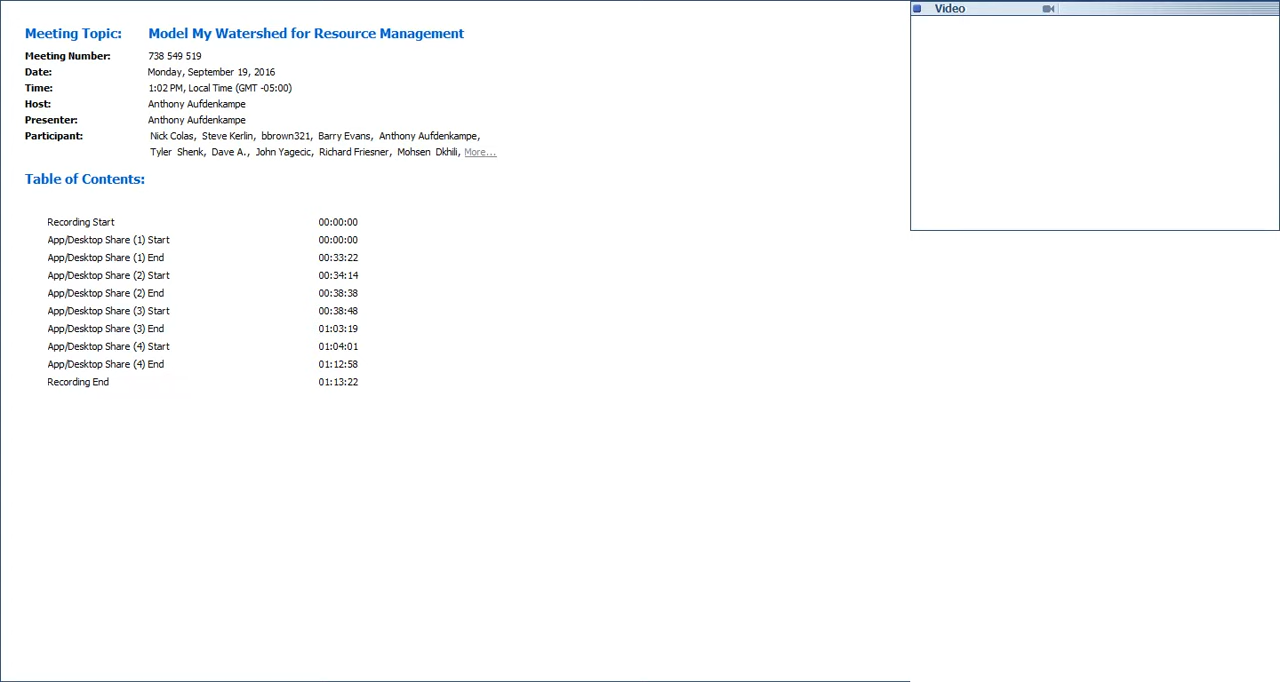 Video
Meeting Topic: Model My Watershed for Resource Management
Meeting Number: 738 549 519
Date: Monday, September 19, 2016
Time: 1:02 PM, Local Time (GMT -05:00)
Host: Anthony Aufdenkampe
Presenter: Anthony Aufdenkampe
Participant: Nick Colas, Steve Kerlin, bbrown321, Barry Evans, Anthony Aufdenkampe,
Tyler Shenk, Dave A., John Yagecic, Richard Friesner, Mohsen Dkhili, More...
Table of Contents:
Recording Start 00:00:00
App/Desktop Share (1) Start 00:00:00
App/Desktop Share (1) End 00:33:22
App/Desktop Share (2) Start 00:34:14
App/Desktop Share (2) End 00:38:38
App/Desktop Share (3) Start 00:38:48
App/Desktop Share (3) End 01:03:19
App/Desktop Share (4) Start 01:04:01
App/Desktop Share (4) End 01:12:58
Recording End 01:13:22